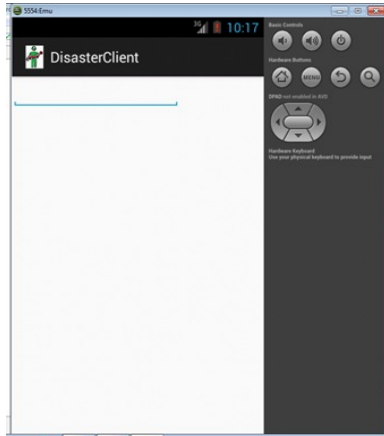 5554:Emu
3G 10:17
DisasterClient
Basic Controls
Hardware Buttons
MENU
DPAD not enabled in AVD
Hardware Keyboard
Use your physical keyboard to provide input